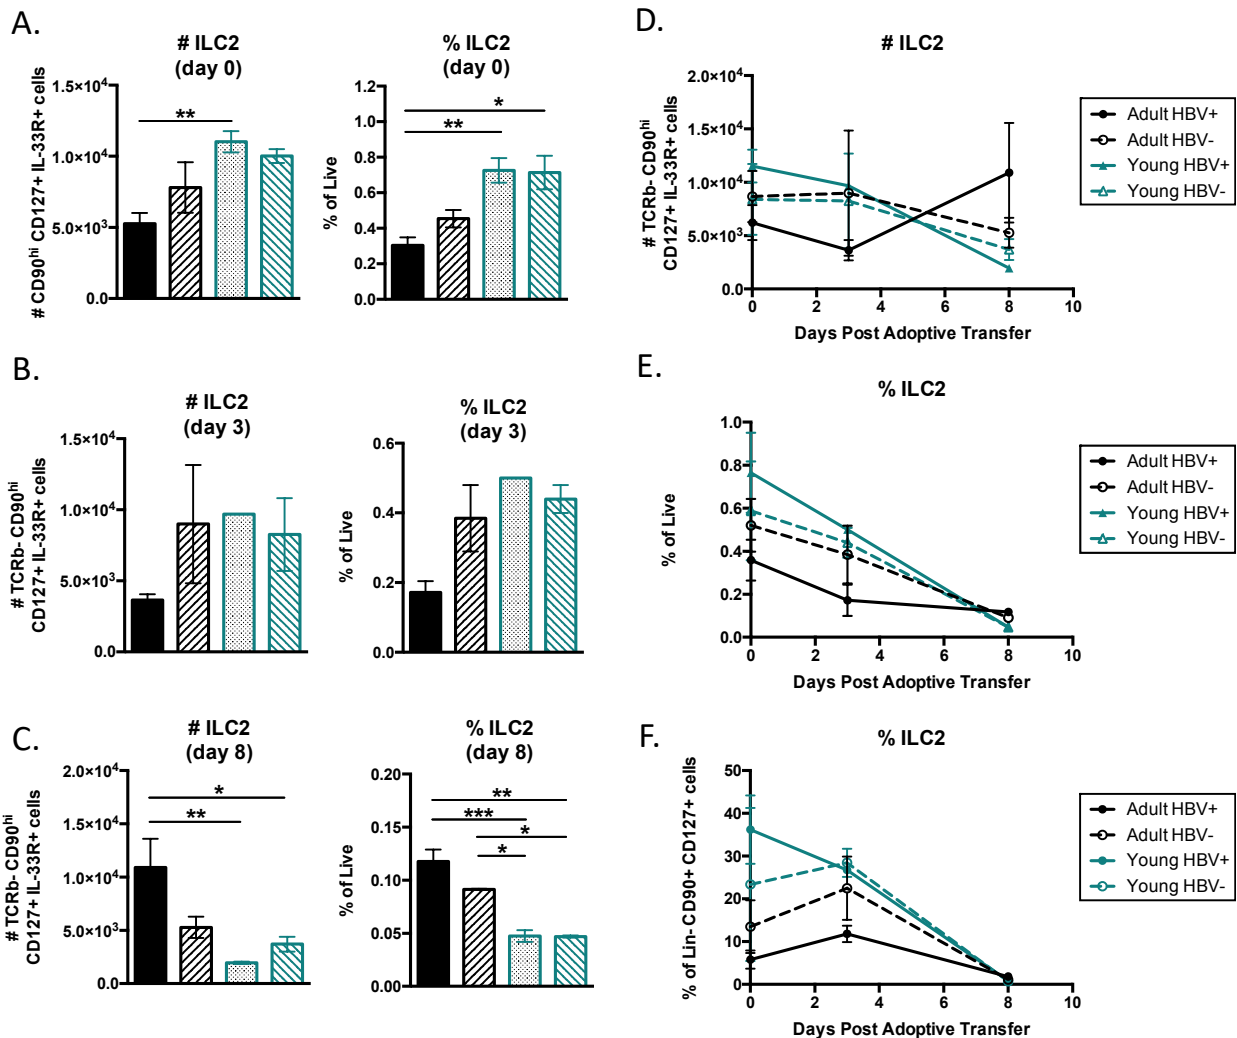 A.
# ILC2
(day 0)
# CD90hi CD127+ IL-33R+ cells
1.5×10⁴
1.0×10⁴
5.0×10³
0.0
**
% ILC2
(day 0)
% of Live
1.2
1.0
0.8
0.6
0.4
0.2
0.0
*
**
B.
# ILC2
(day 3)
# TCRb- CD90hi
CD127+ IL-33R+ cells
1.5×10⁴
1.0×10⁴
5.0×10³
0.0
% ILC2
(day 3)
% of Live
0.6
0.4
0.2
0.0
C.
# ILC2
(day 8)
# TCRb- CD90hi
CD127+ IL-33R+ cells
2.0×10⁴
1.5×10⁴
1.0×10⁴
5.0×10³
0.0
*
**
% ILC2
(day 8)
% of Live
0.20
0.15
0.10
0.05
0.00
**
***
*
*
D.
# ILC2
# TCRb- CD90hi
CD127+ IL-33R+ cells
2.0×10⁴
1.5×10⁴
1.0×10⁴
5.0×10³
0.0
0 2 4 6 8 10
Days Post Adoptive Transfer
Adult HBV+
Adult HBV-
Young HBV+
Young HBV-
E.
% ILC2
% of Live
1.0
0.8
0.6
0.4
0.2
0.0
0 2 4 6 8 10
Days Post Adoptive Transfer
Adult HBV+
Adult HBV-
Young HBV+
Young HBV-
F.
% ILC2
% of Lin- CD90+ CD127+ cells
50
40
30
20
10
0
0 2 4 6 8 10
Days Post Adoptive Transfer
Adult HBV+
Adult HBV-
Young HBV+
Young HBV-